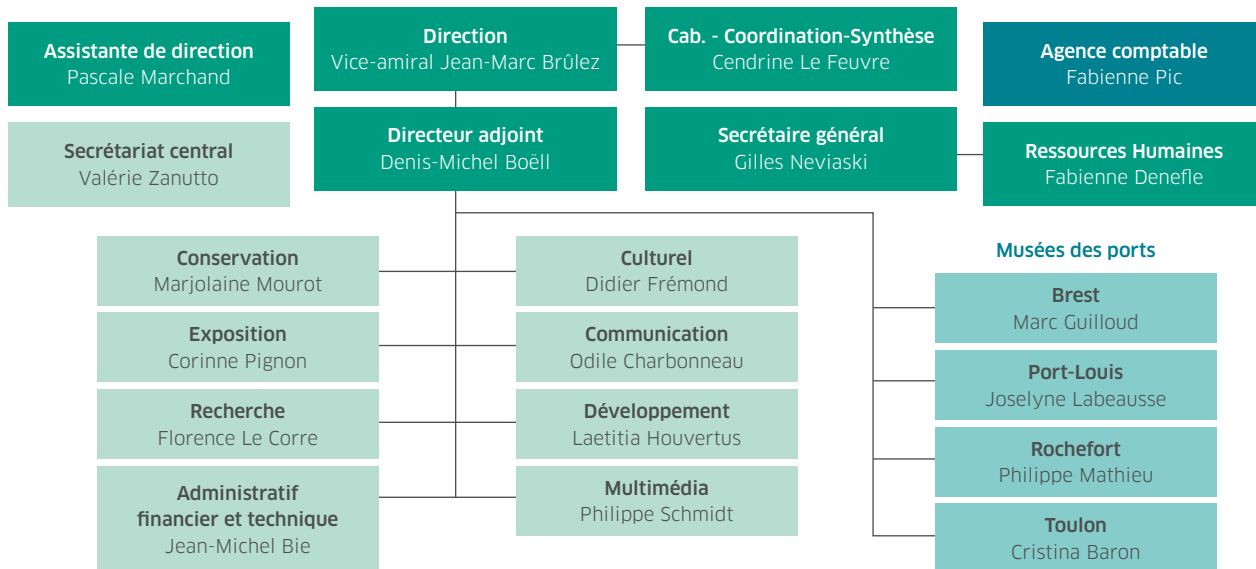 Assistante de direction
Pascale Marchand
Direction
Vice-amiral Jean-Marc Brûlez
Cab. - Coordination-Synthèse
Cendrine Le Feuvre
Agence comptable
Fabienne Pic
Secrétariat central
Valérie Zanutto
Directeur adjoint
Denis-Michel Boëll
Secrétaire général
Gilles Neviaski
Ressources Humaines
Fabienne Denefle
Conservation
Marjolaine Mourot
Exposition
Corinne Pignon
Recherche
Florence Le Corre
Administratif
financier et technique
Jean-Michel Bie
Culturel
Didier Frémond
Communication
Odile Charbonneau
Développement
Laetitia Houvertus
Multimédia
Philippe Schmidt
Musées des ports
Brest
Marc Guilloud
Port-Louis
Joselyne Labeausse
Rochefort
Philippe Mathieu
Toulon
Cristina Baron